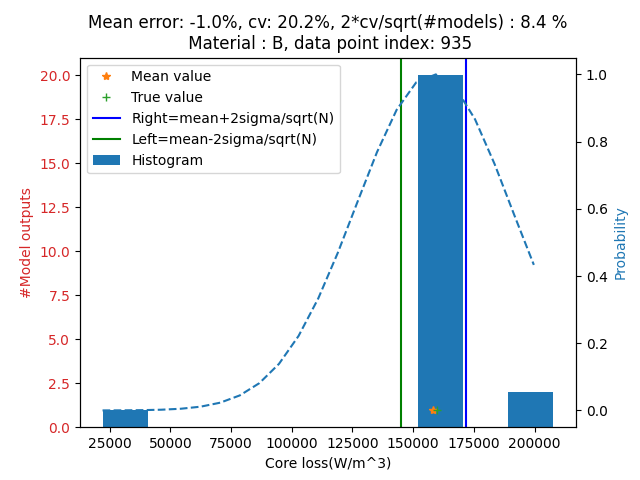 Mean error: -1.0%, cv: 20.2%, 2*cv/sqrt(#models) : 8.4 %
Material : B, data point index: 935
Mean value
True value
Right=mean+2sigma/sqrt(N)
Left=mean-2sigma/sqrt(N)
Histogram
#Model outputs
20.0
17.5
15.0
12.5
10.0
7.5
5.0
2.5
0.0
1.0
0.8
0.6
0.4
0.2
0.0
Probability
25000 50000 75000 100000 125000 150000 175000 200000
Core loss(W/m^3)